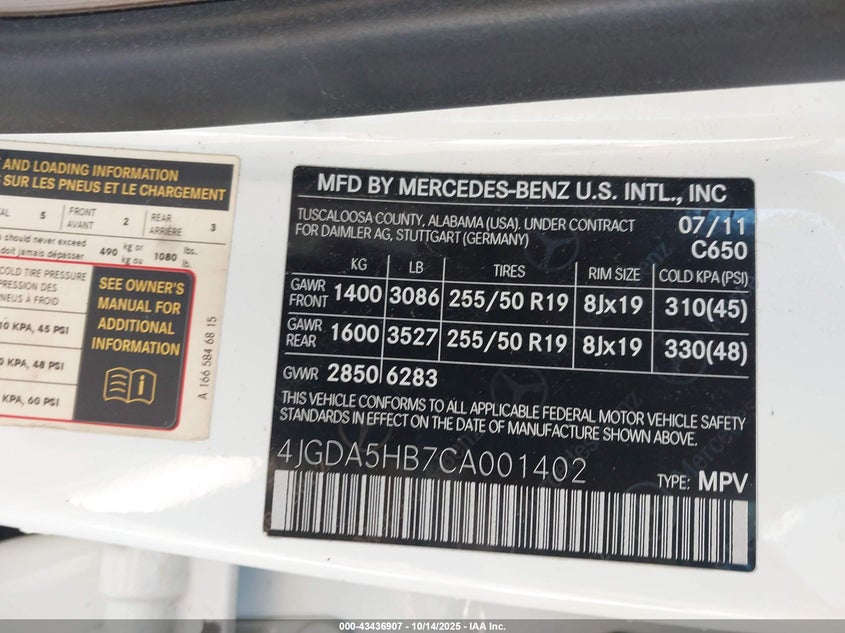 E AND LOADING INFORMATION
S SUR LES PNEUS ET LE CHARGEMENT
AL 5 FRONT AVANT 2 REAR ARRIÈRE 3
should never exceed
doit jamais dépasser 490 kg or kg ou 1080 lbs. lb.
COLD TIRE PRESSURE
PRESSION DES
PNEUS À FROID
10 KPA, 45 PSI
0 KPA, 48 PSI
KPA, 60 PSI
SEE OWNER'S
MANUAL FOR
ADDITIONAL
INFORMATION
A 166 584 68 15
MFD BY MERCEDES-BENZ U.S. INTL., INC
TUSCALOOSA COUNTY, ALABAMA (USA). UNDER CONTRACT
FOR DAIMLER AG, STUTTGART (GERMANY)
07/11
C650
KG LB TIRES RIM SIZE COLD KPA (PSI)
GAWR FRONT 1400 3086 255/50 R19 8Jx19 310(45)
GAWR REAR 1600 3527 255/50 R19 8Jx19 330(48)
GVWR 2850 6283
THIS VEHICLE CONFORMS TO ALL APPLICABLE FEDERAL MOTOR VEHICLE SAFETY
STANDARDS IN EFFECT ON THE DATE OF MANUFACTURE SHOWN ABOVE.
4JGDA5HB7CA001402
TYPE: MPV
000-43436907 • 10/14/2025 • IAA Inc.